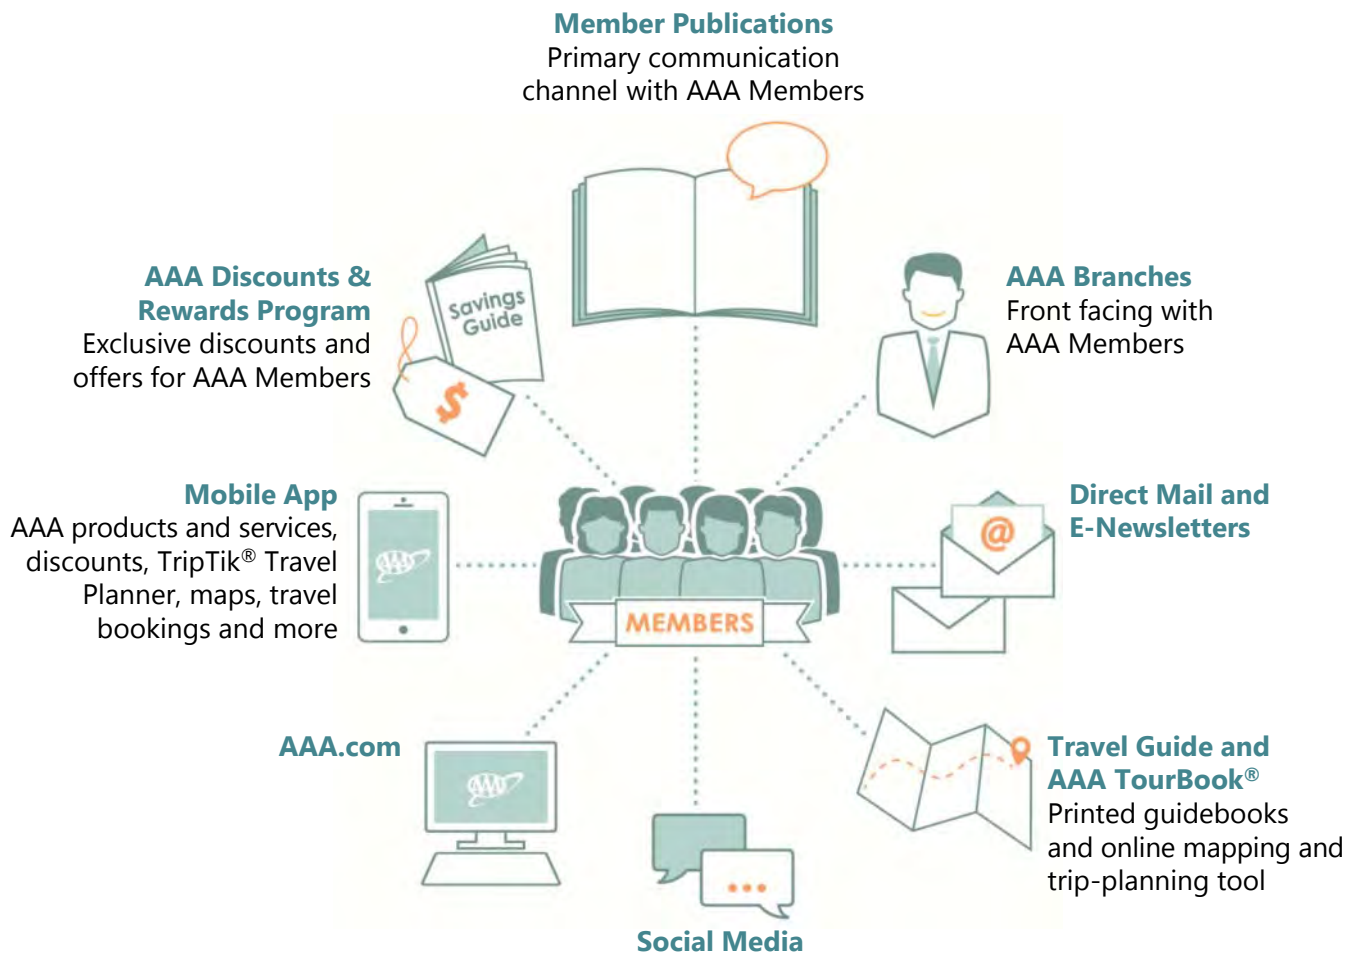 Member Publications
Primary communication
channel with AAA Members
AAA Discounts &
Rewards Program
Exclusive discounts and
offers for AAA Members
Savings
Guide
$
AAA Branches
Front facing with
AAA Members
Mobile App
AAA products and services,
discounts, TripTik® Travel
Planner, maps, travel
bookings and more
AAA
MEMBERS
@
Direct Mail and
E-Newsletters
AAA.com
AAA
Travel Guide and
AAA TourBook®
Printed guidebooks
and online mapping and
trip-planning tool
Social Media